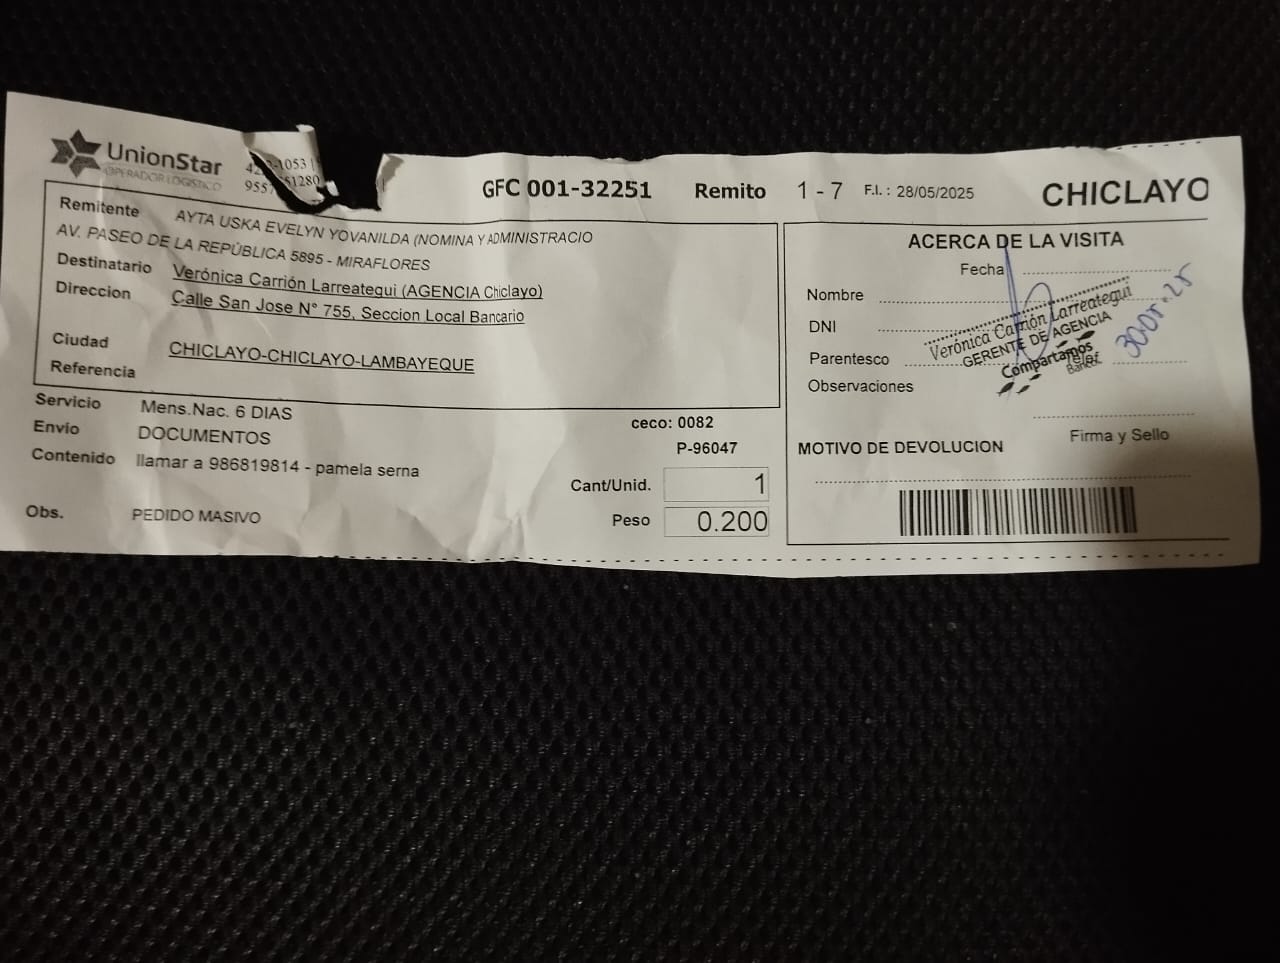 UnionStar
OPERADOR LOGISTICO
GFC 001-32251 Remito 1 - 7 F.I. : 28/05/2025 CHICLAYO
Remitente AYTA USKA EVELYN YOVANILDA (NOMINA Y ADMINISTRACIO
AV. PASEO DE LA REPÚBLICA 5895 - MIRAFLORES
Destinatario Verónica Carrión Larreategui (AGENCIA Chiclayo)
Direccion Calle San Jose N° 755, Seccion Local Bancario
Ciudad CHICLAYO-CHICLAYO-LAMBAYEQUE
Referencia
Servicio Mens.Nac. 6 DIAS
Envio DOCUMENTOS
Contenido llamar a 986819814 - pamela serna
Obs. PEDIDO MASIVO
ceco: 0082
P-96047
Cant/Unid. 1
Peso 0.200
ACERCA DE LA VISITA
Fecha
Nombre
DNI
Parentesco
Telef.
Observaciones
Verónica Carrión Larreategui
GERENTE DE AGENCIA
Compartamos
Banco
Firma y Sello
MOTIVO DE DEVOLUCION